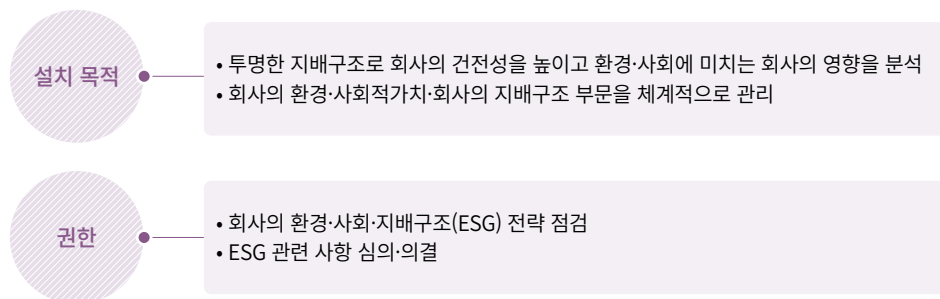 설치 목적
• 투명한 지배구조로 회사의 건전성을 높이고 환경·사회에 미치는 회사의 영향을 분석
• 회사의 환경·사회적가치·회사의 지배구조 부문을 체계적으로 관리
권한
• 회사의 환경·사회·지배구조(ESG) 전략 점검
• ESG 관련 사항 심의·의결